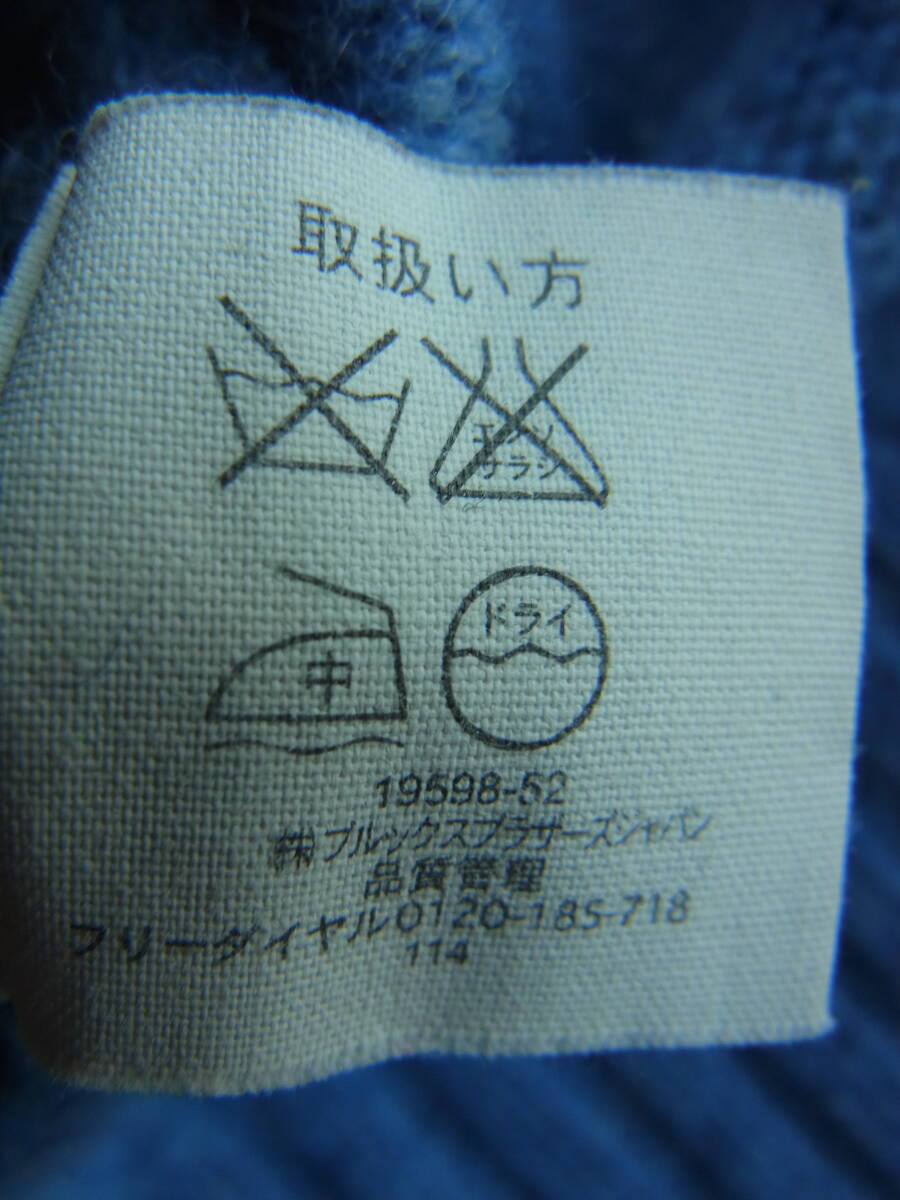 取扱い方
エンソ
サラシ
中
ドライ
19598-52
㈱ブルックスブラザーズジャパン
品質管理
フリーダイヤル0120-185-718
114